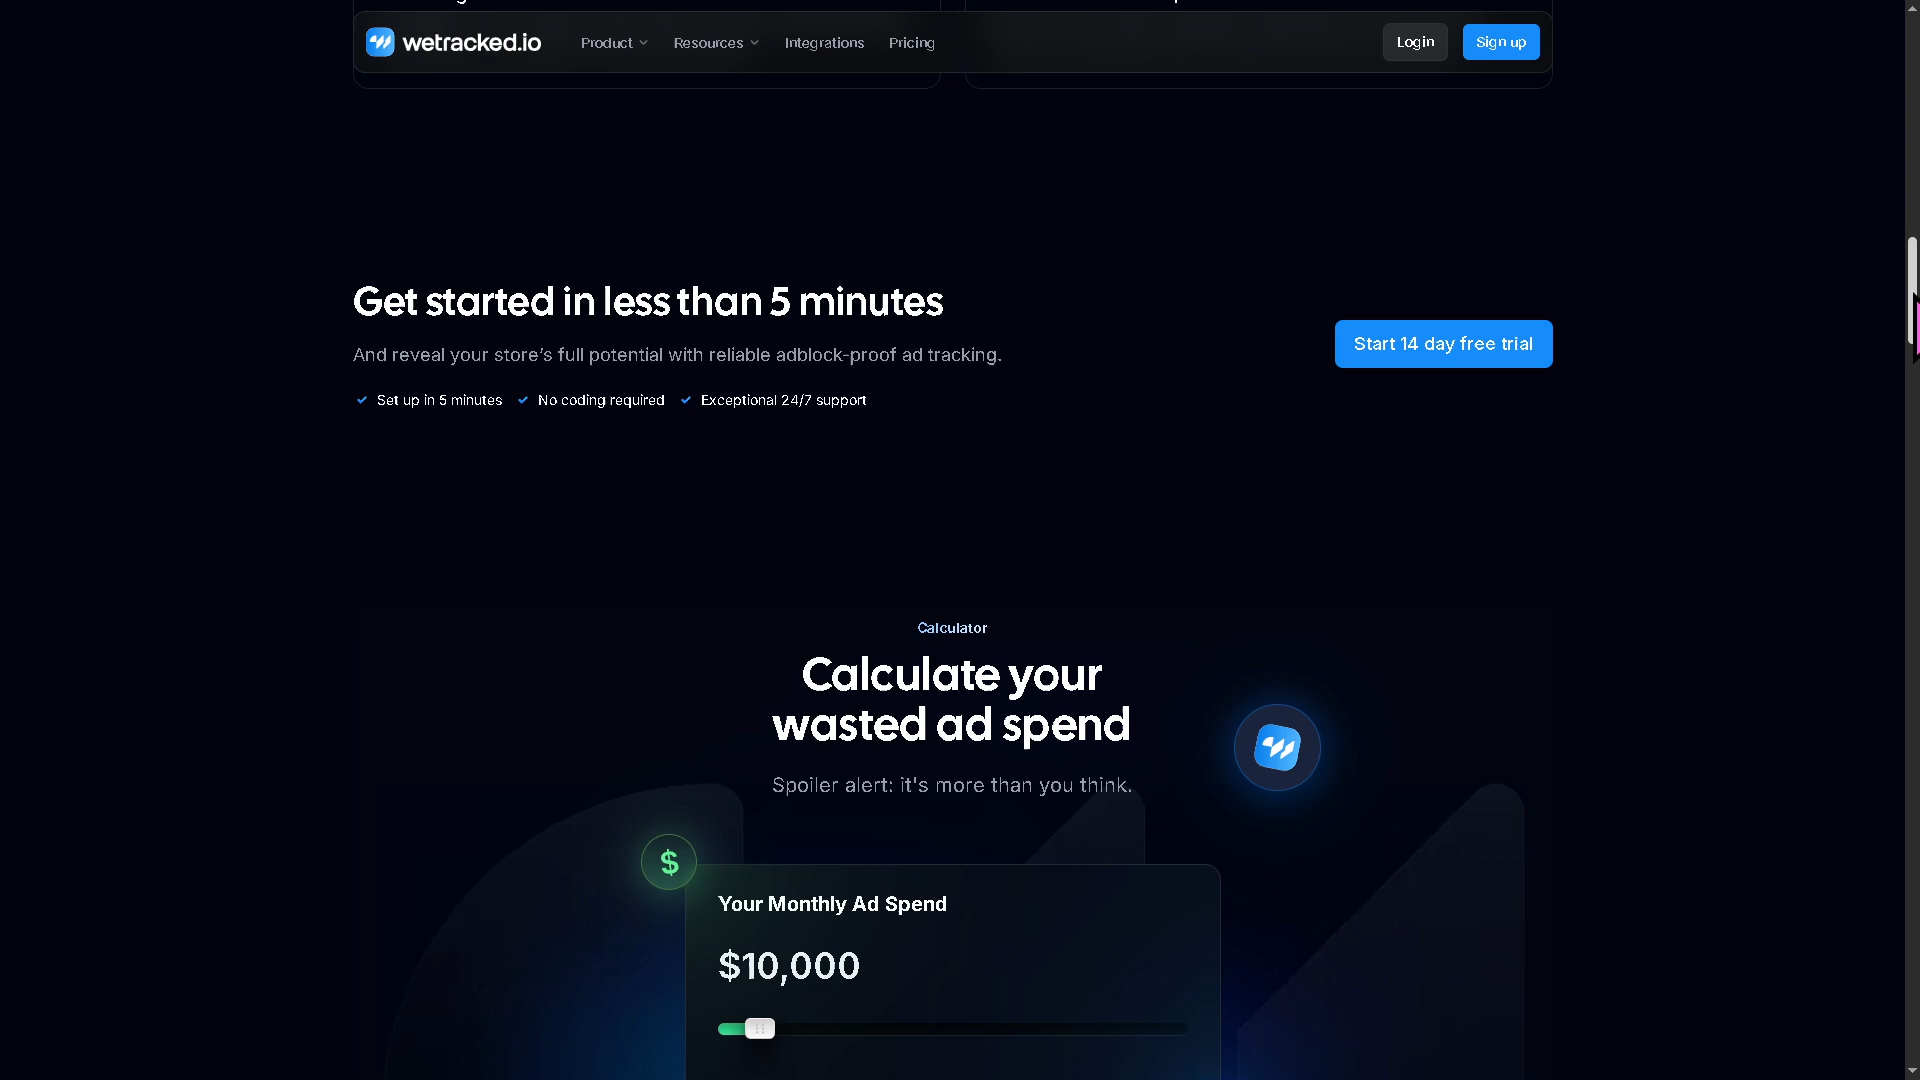 wetracked.io
Product
Resources
Integrations
Pricing
Login
Sign up
Get started in less than 5 minutes
And reveal your store’s full potential with reliable adblock-proof ad tracking.
Start 14 day free trial
Set up in 5 minutes
No coding required
Exceptional 24/7 support
Calculator
Calculate your
wasted ad spend
Spoiler alert: it's more than you think.
$
Your Monthly Ad Spend
$10,000